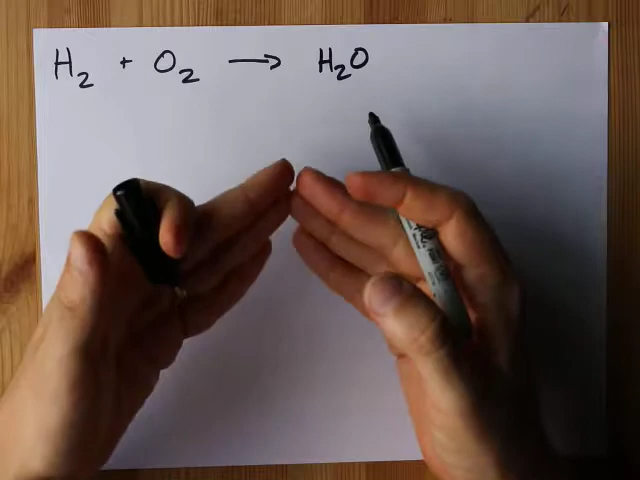 H₂ + O₂ → H₂O